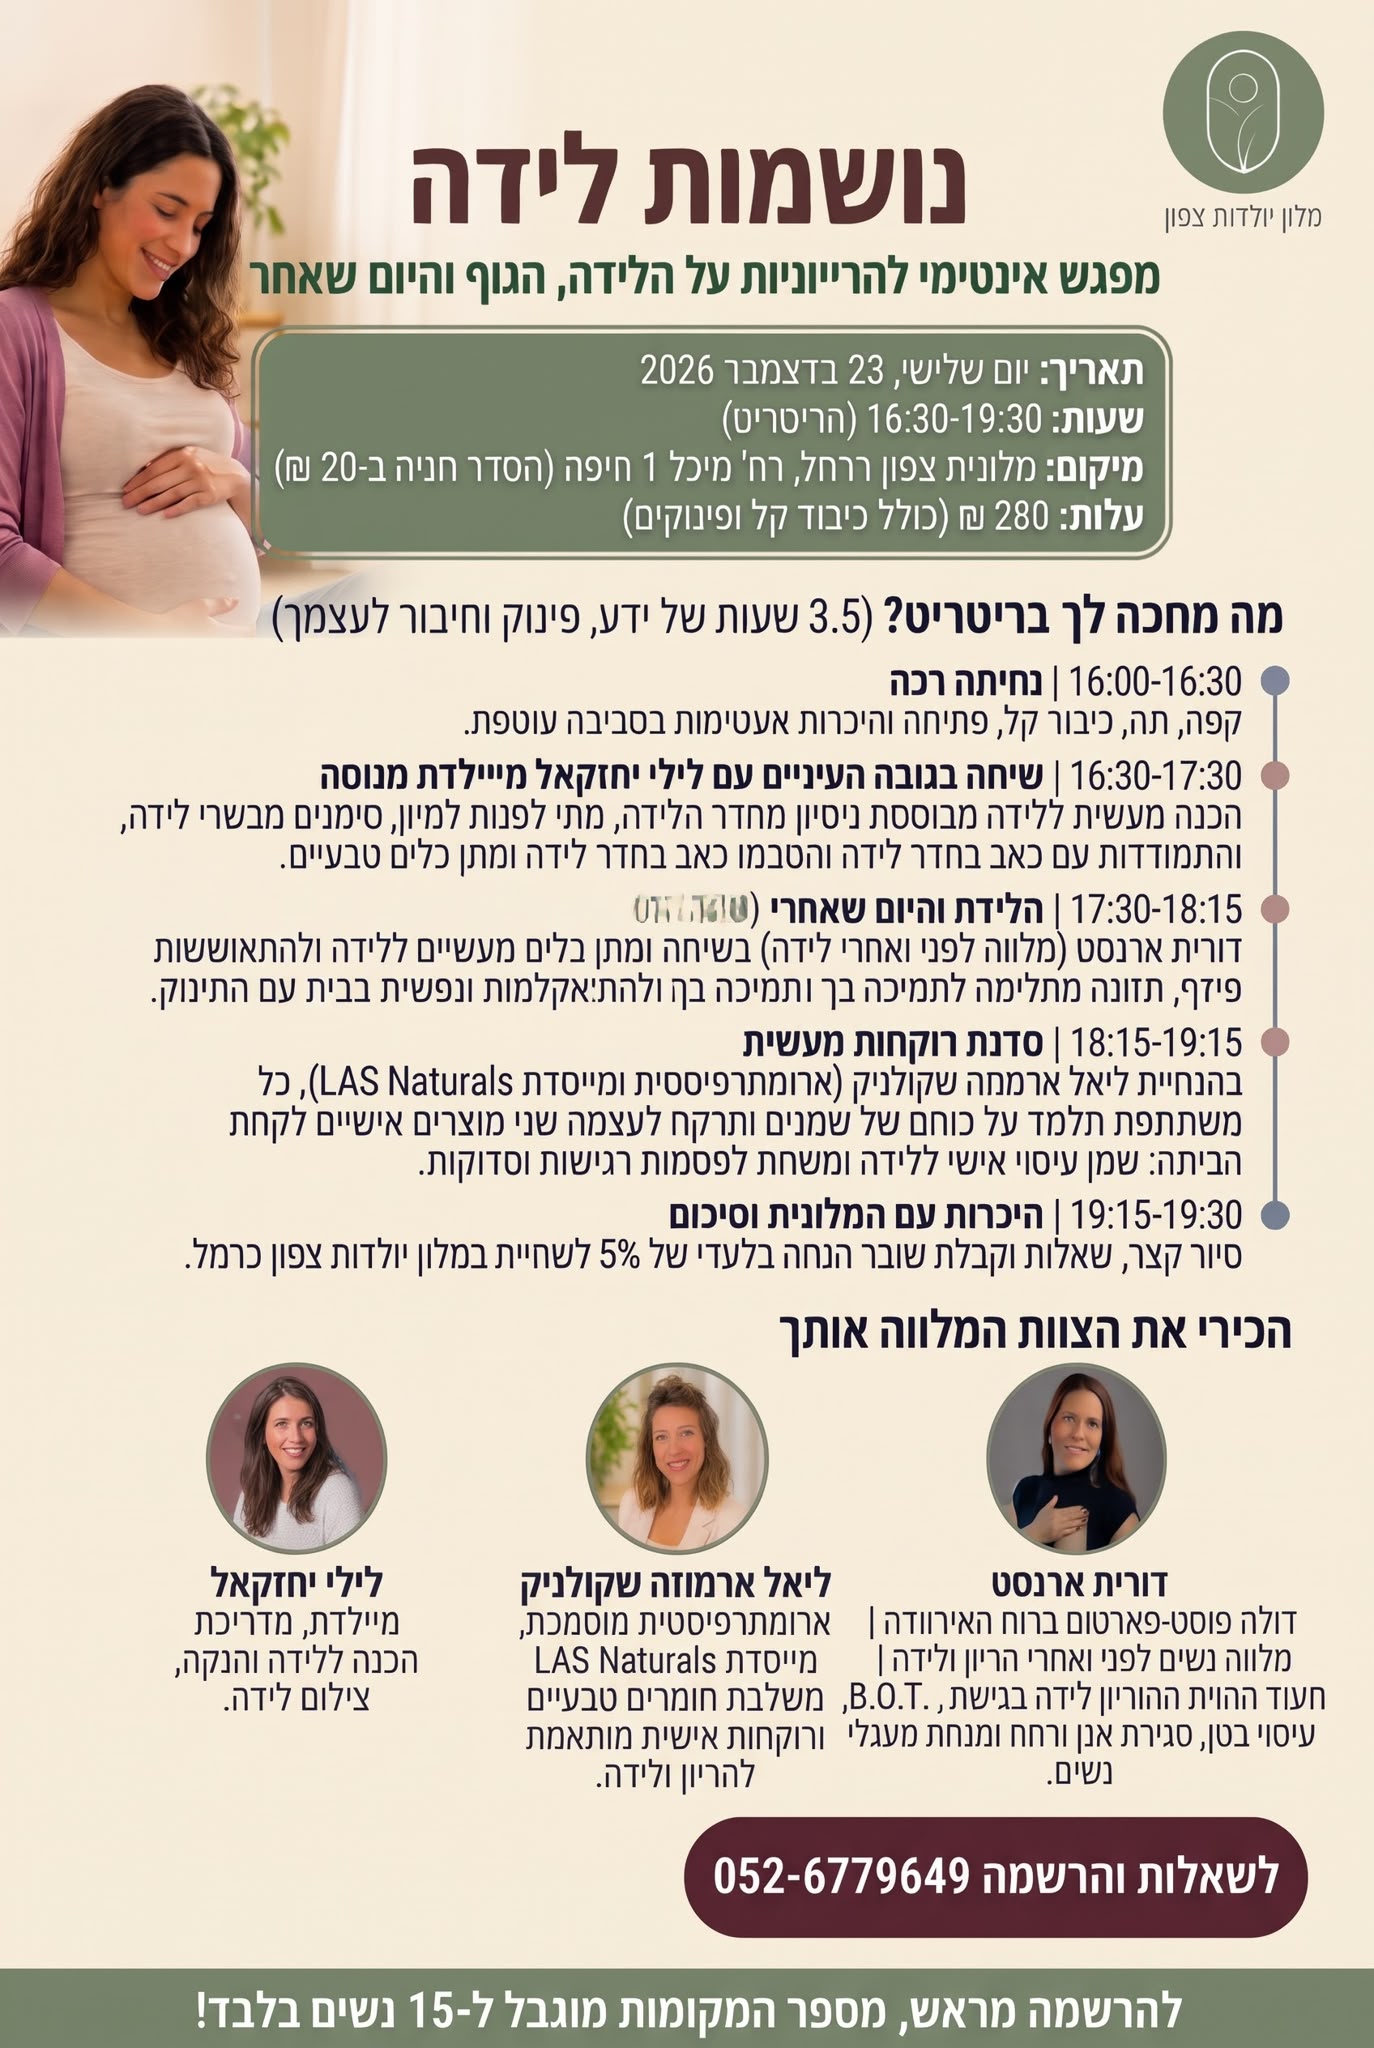 מלון יולדות צפון
נושמות לידה
מפגש אינטימי להרייוניות על הלידה, הגוף והיום שאחר
תאריך: יום שלישי, 23 בדצמבר 2026
שעות: 16:30-19:30 (הריטריט)
מיקום: מלונית צפון ררחל, רח' מיכל 1 חיפה (הסדר חניה ב-20 ₪)
עלות: 280 ₪ (כולל כיבוד קל ופינוקים)
מה מחכה לך בריטריט? (3.5 שעות של ידע, פינוק וחיבור לעצמך)
16:00-16:30 | נחיתה רכה
קפה, תה, כיבור קל, פתיחה והיכרות אעטימות בסביבה עוטפת.
16:30-17:30 | שיחה בגובה העיניים עם לילי יחזקאל מייילדת מנוסה
הכנה מעשית ללידה מבוססת ניסיון מחדר הלידה, מתי לפנות למיון, סימנים מבשרי לידה,
והתמודדות עם כאב בחדר לידה והטבמו כאב בחדר לידה ומתן כלים טבעיים.
17:30-18:15 | הלידת והיום שאחרי (
דורית ארנסט (מלווה לפני ואחרי לידה) בשיחה ומתן בלים מעשיים ללידה ולהתאוששות
פיזף, תזונה מתלימה לתמיכה בך ותמיכה בך ונפשית בבית עם התינוק.
18:15-19:15 | סדנת רוקחות מעשית
בהנחיית ליאל ארמחה שקולניק (ארומתרפיססית ומייסדת LAS Naturals), כל
משתתפת תלמד על כוחם של שמנים ותרקח לעצמה שני מוצרים אישיים לקחת
הביתה: שמן עיסוי אישי ללידה ומשחת לפסמות רגישות וסדוקות.
19:15-19:30 | היכרות עם המלונית וסיכום
סיור קצר, שאלות וקבלת שובר הנחה בלעדי של 5% לשחיית במלון יולדות צפון כרמל.
הכירי את הצוות המלווה אותך
דורית ארנסט
דולה פוסט-פארטום ברוח האירוודה |
מלווה נשים לפני ואחרי הריון ולידה |
חעוד ההוית ההוריון לידה בגישת , B.O.T.,
עיסוי בטן, סגירת אנן ורחח ומנחת מעגלי
נשים.
ליאל ארמוזה שקולניק
ארומתרפיסטית מוסמכת,
מייסדת LAS Naturals
משלבת חומרים טבעיים
ורוקחות אישית מותאמת
להריון ולידה.
לילי יחזקאל
מיילדת, מדריכת
הכנה ללידה והנקה,
צילום לידה.
לשאלות והרשמה 052-6779649
להרשמה מראש, מספר המקומות מוגבל ל-15 נשים בלבד!